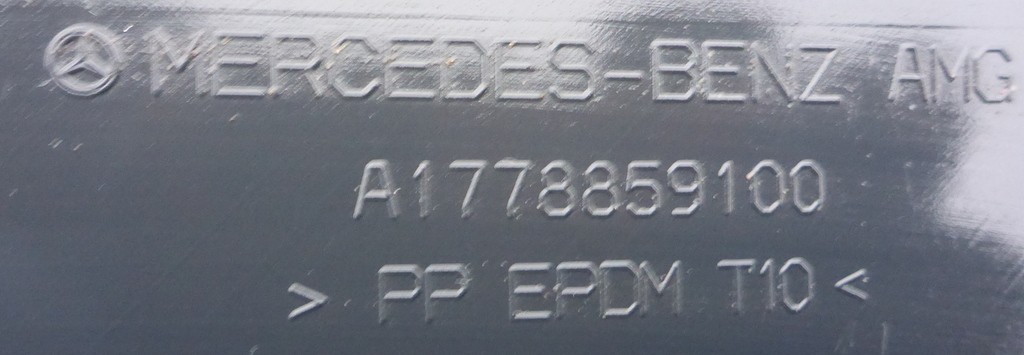 MERCEDES-BENZ AMG
A1778859100
> PP EPDM T10 <